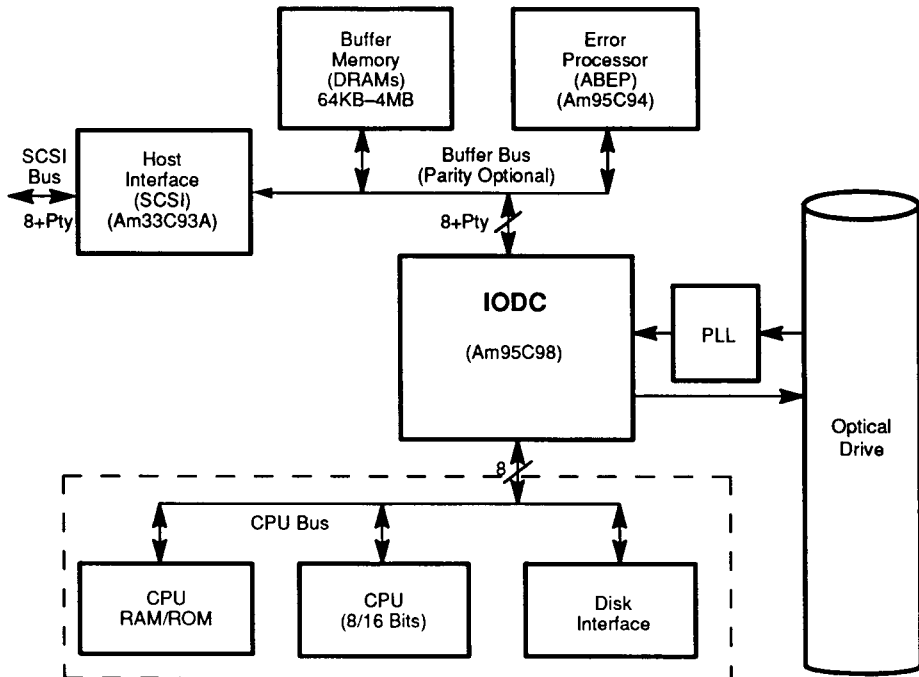 Buffer
Memory
(DRAMs)
64KB–4MB
Error
Processor
(ABEP)
(Am95C94)
SCSI
Bus
8+Pty
Host
Interface
(SCSI)
(Am33C93A)
Buffer Bus
(Parity Optional)
8+Pty
IODC
(Am95C98)
PLL
Optical
Drive
8
CPU Bus
CPU
RAM/ROM
CPU
(8/16 Bits)
Disk
Interface